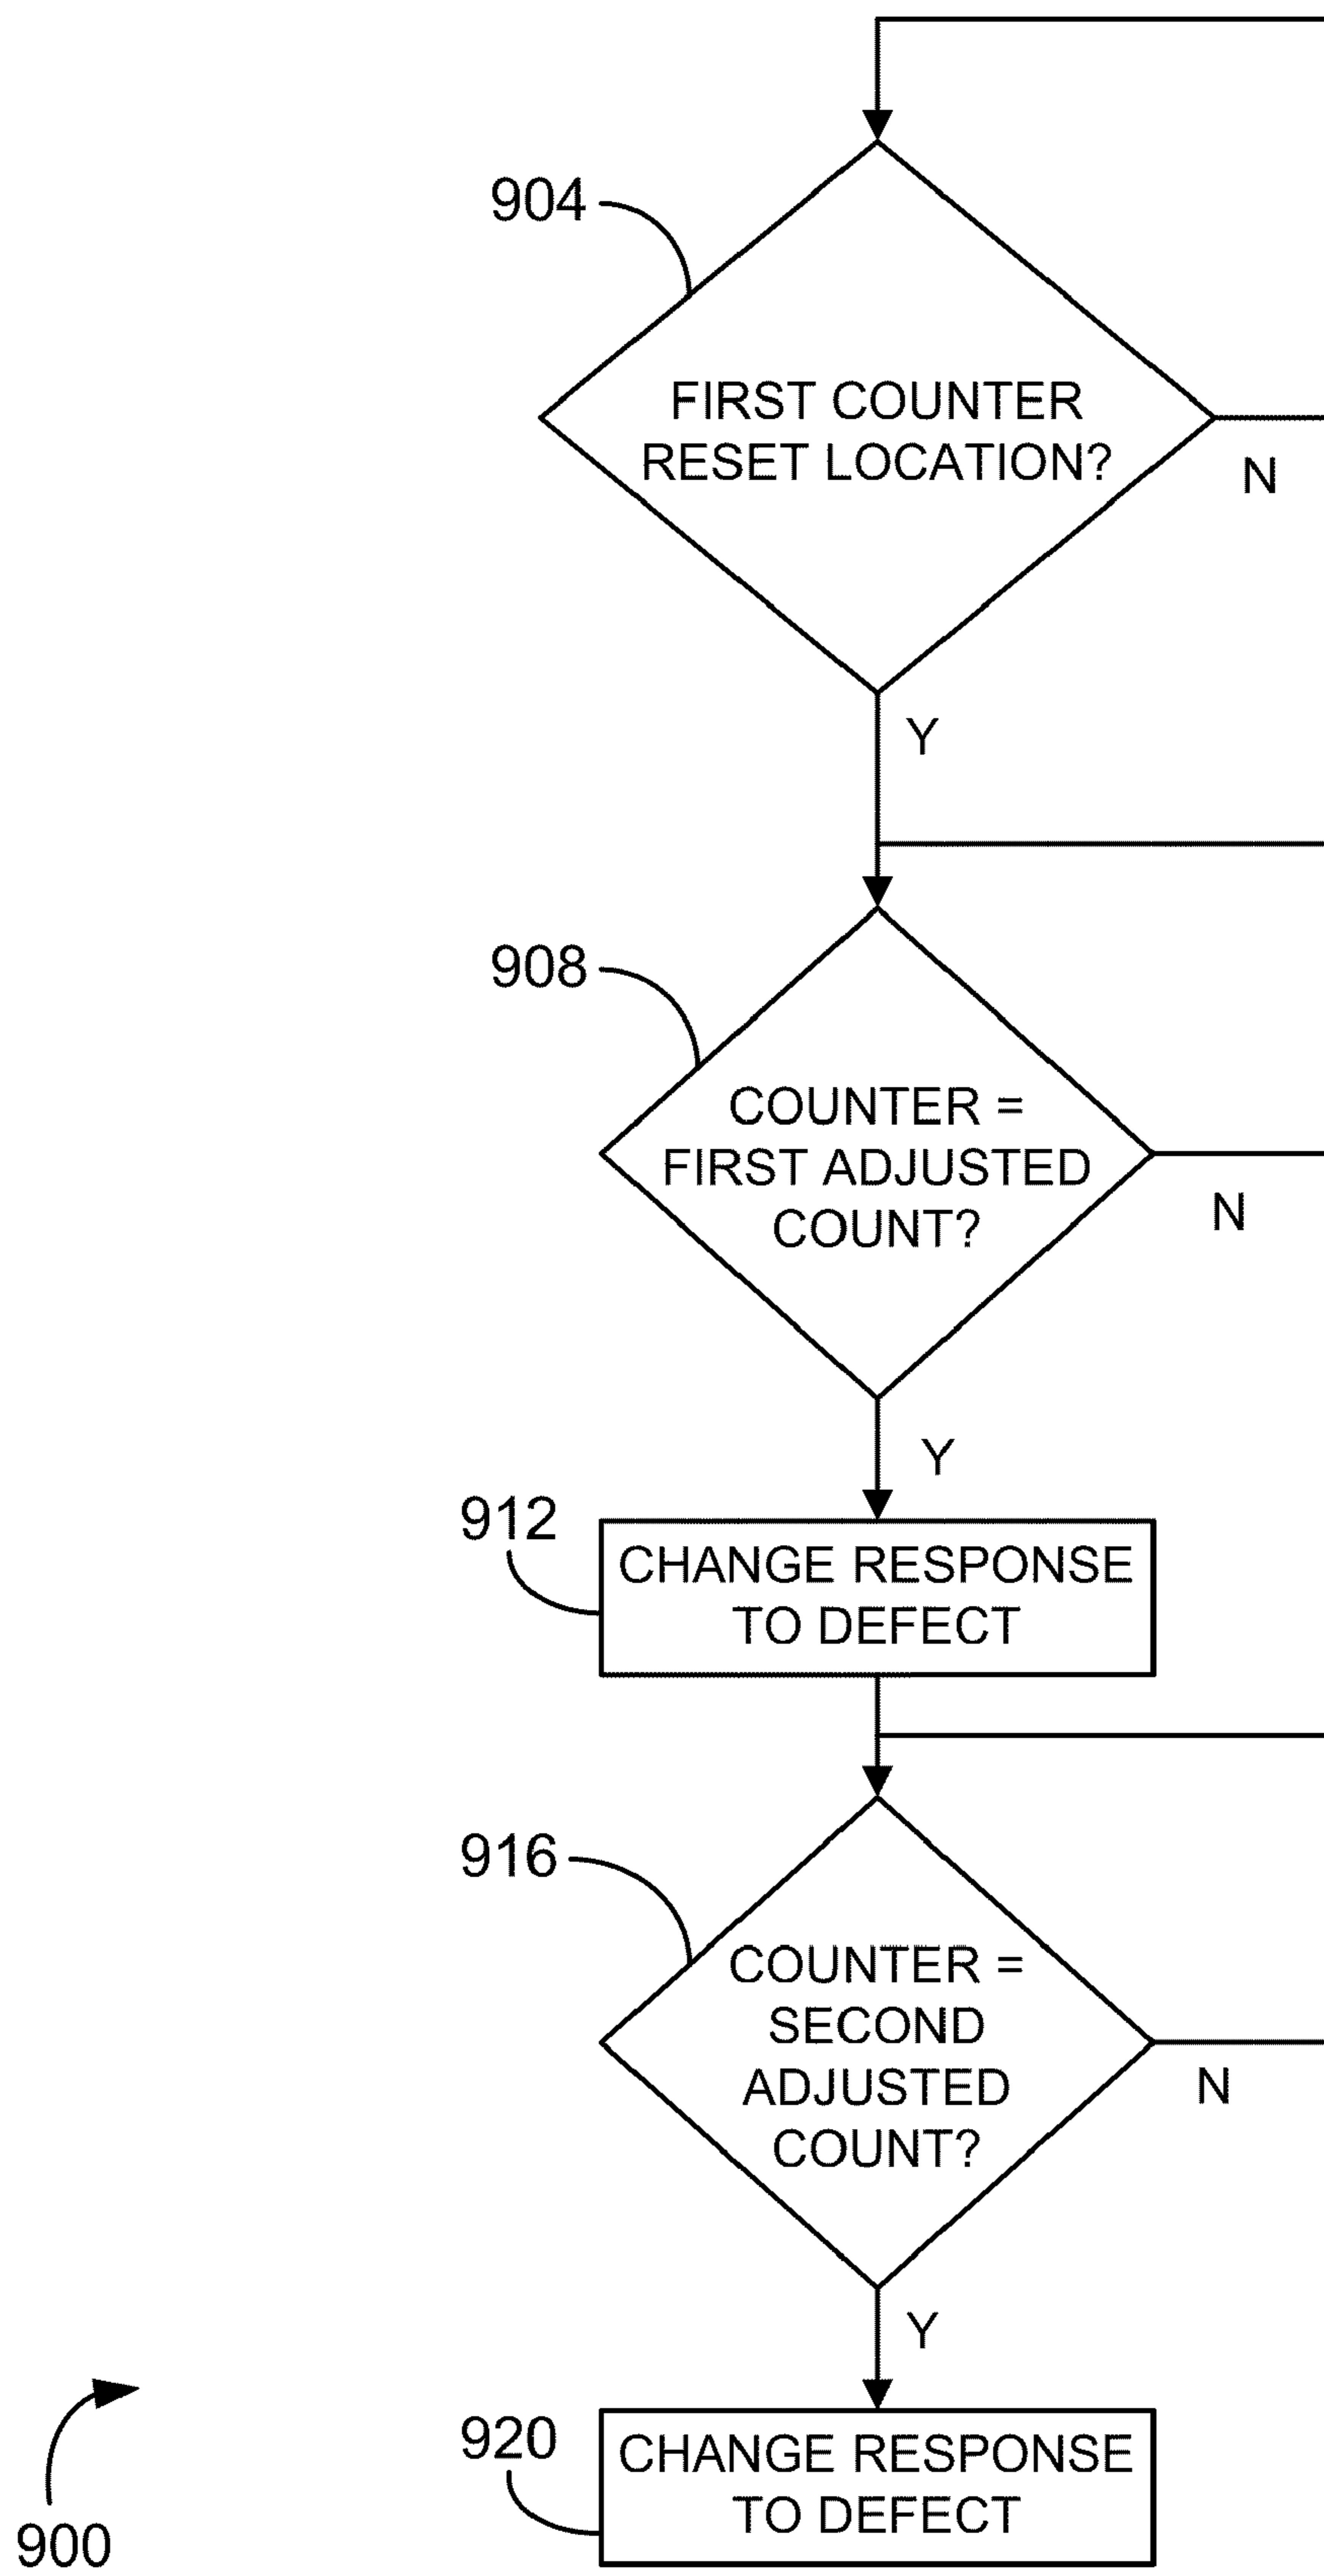 904
FIRST COUNTER
RESET LOCATION?
N
Y
908
COUNTER =
FIRST ADJUSTED
COUNT?
N
Y
912
CHANGE RESPONSE
TO DEFECT
916
COUNTER =
SECOND
ADJUSTED
COUNT?
N
Y
920
CHANGE RESPONSE
TO DEFECT
900